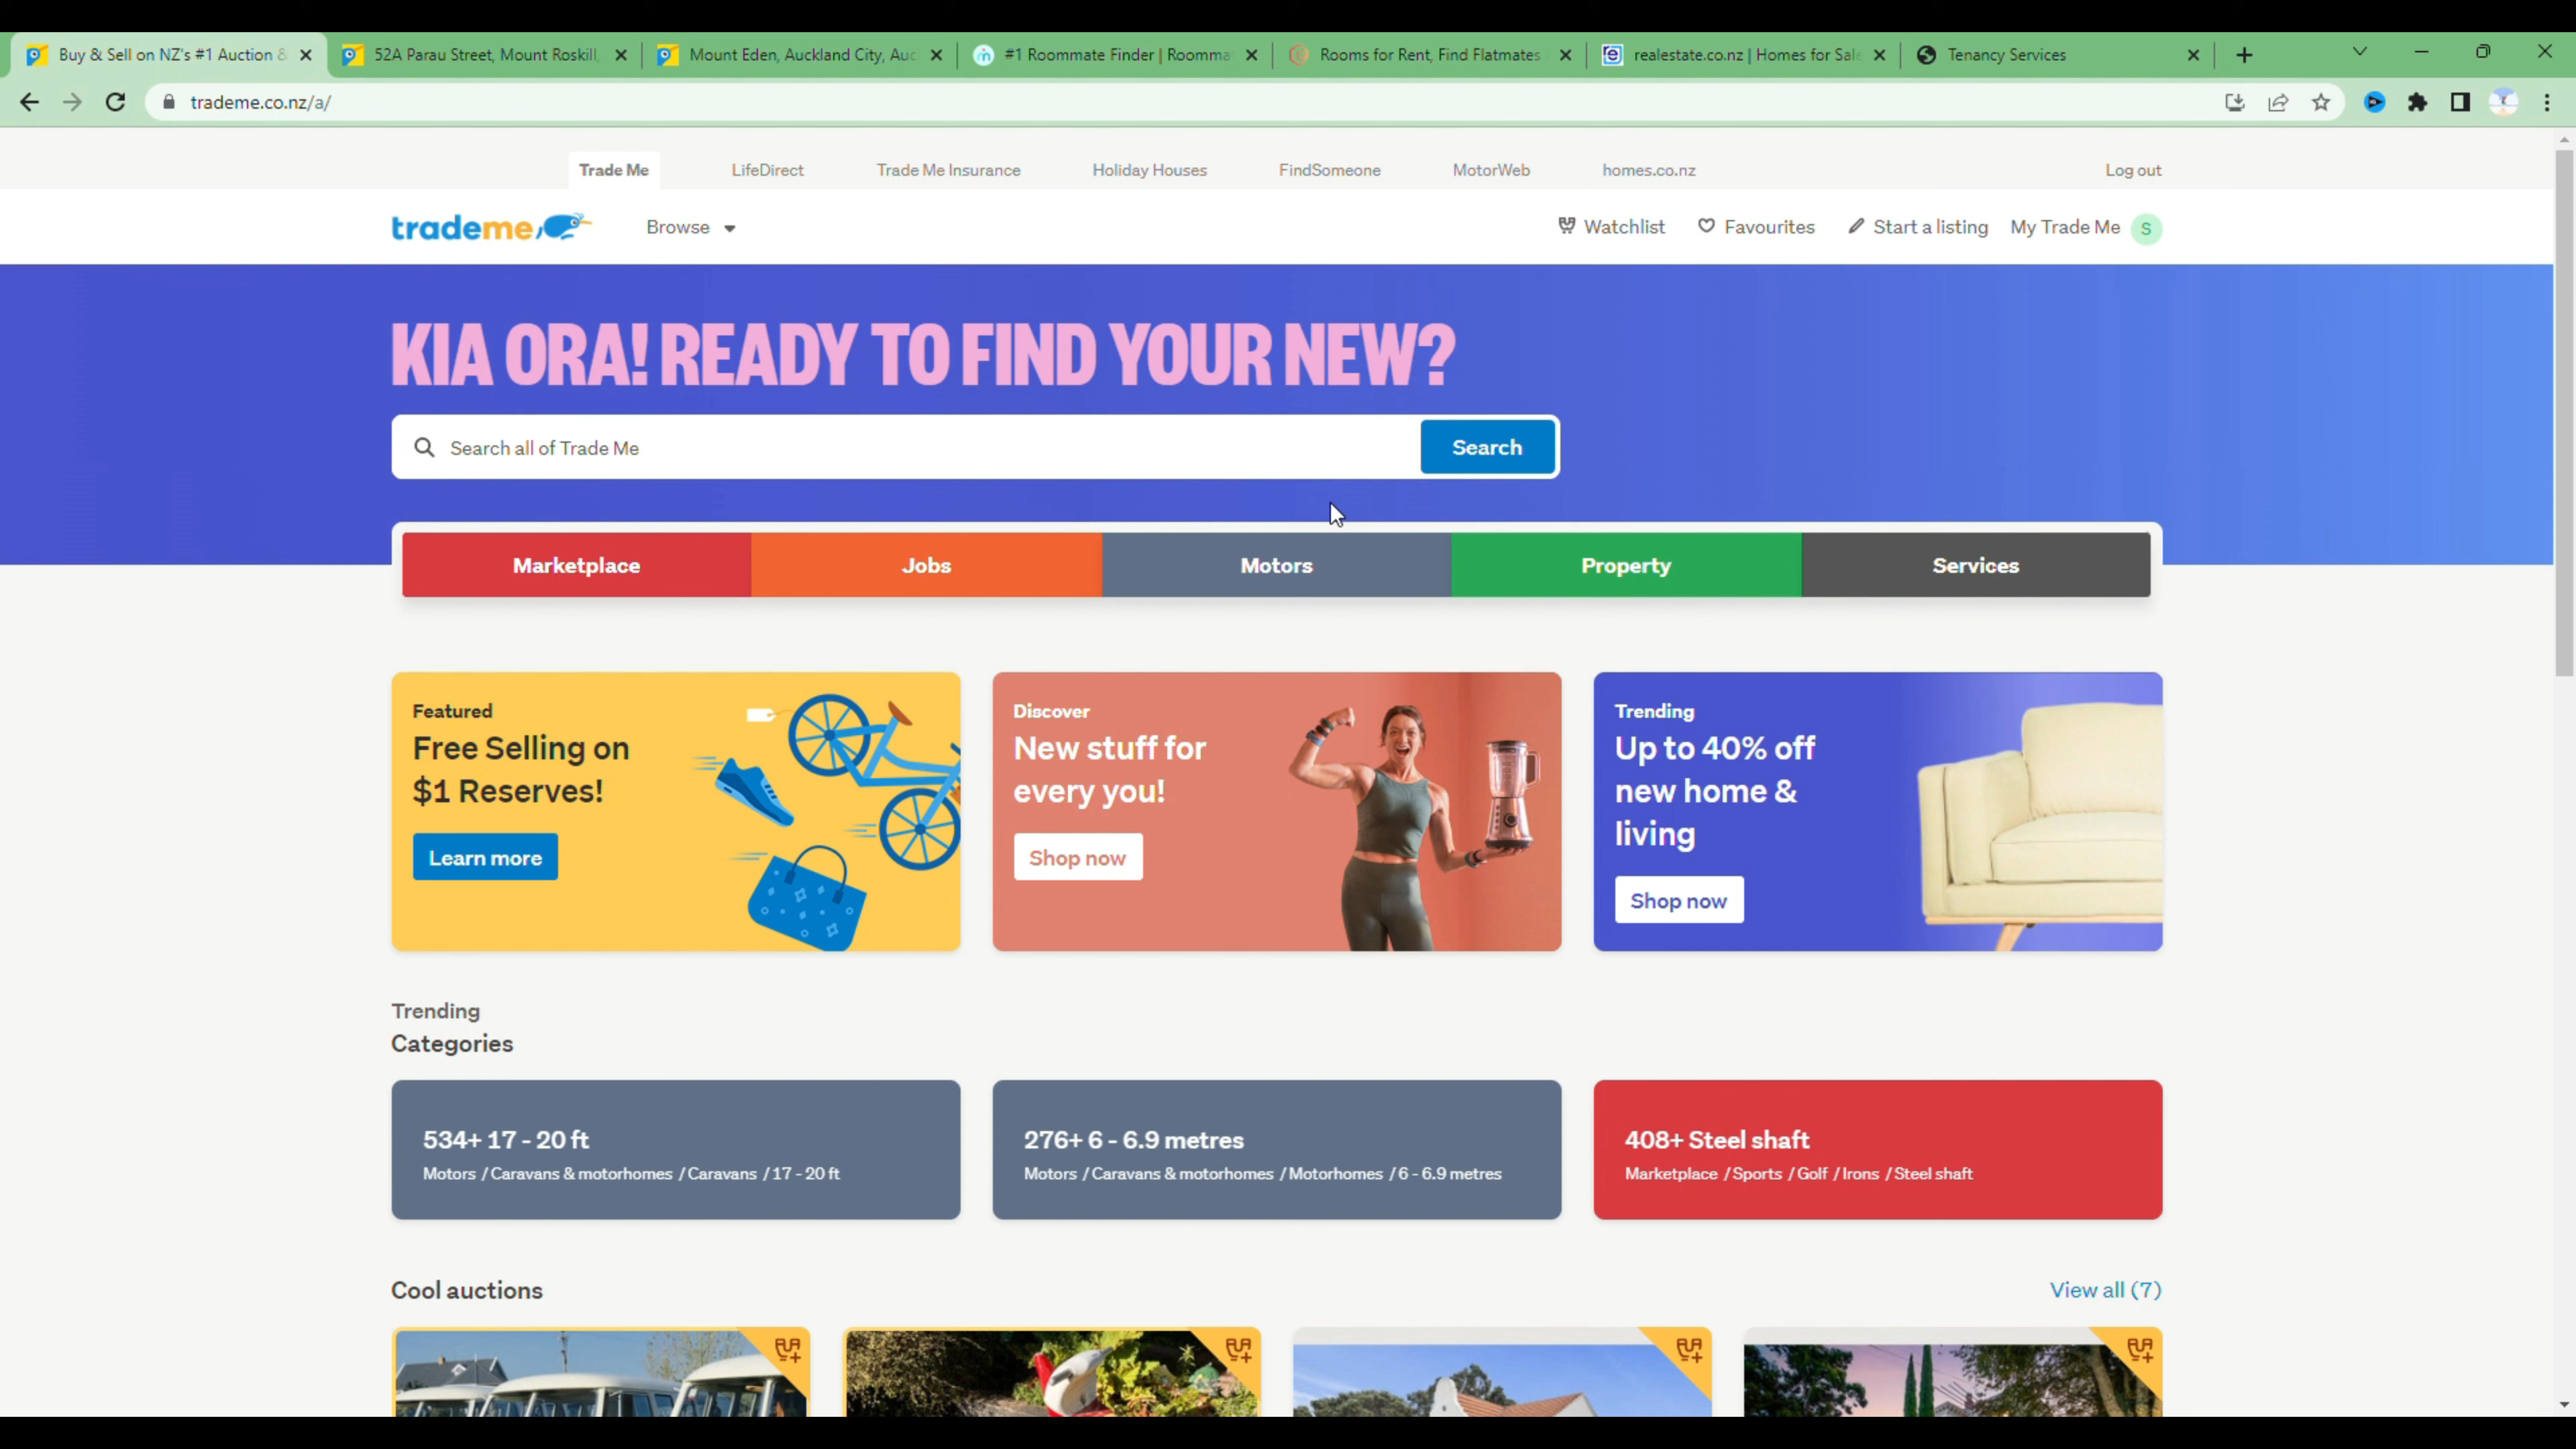 Buy & Sell on NZ's #1 Auction &
52A Parau Street, Mount Roskill,
Mount Eden, Auckland City, Auc
#1 Roommate Finder | Roommat
Rooms for Rent, Find Flatmates
realestate.co.nz | Homes for Sale
Tenancy Services
trademe.co.nz/a/
Trade Me
LifeDirect
Trade Me Insurance
Holiday Houses
FindSomeone
MotorWeb
homes.co.nz
Log out
trademe
Browse
Watchlist
Favourites
Start a listing
My Trade Me
S
KIA ORA! READY TO FIND YOUR NEW?
Search all of Trade Me
Search
Marketplace
Jobs
Motors
Property
Services
Featured
Free Selling on
$1 Reserves!
Learn more
Discover
New stuff for
every you!
Shop now
Trending
Up to 40% off
new home &
living
Shop now
Trending
Categories
534+ 17 - 20 ft
Motors / Caravans & motorhomes / Caravans / 17 - 20 ft
276+ 6 - 6.9 metres
Motors / Caravans & motorhomes / Motorhomes / 6 - 6.9 metres
408+ Steel shaft
Marketplace / Sports / Golf / Irons / Steel shaft
Cool auctions
View all (7)